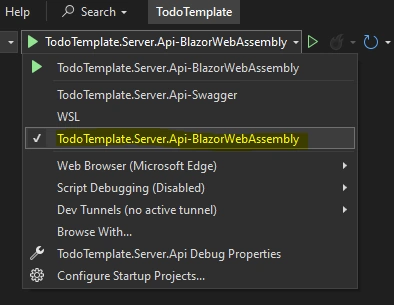 Help
Search
TodoTemplate
TodoTemplate.Server.Api-BlazorWebAssembly
TodoTemplate.Server.Api-BlazorWebAssembly
TodoTemplate.Server.Api-Swagger
WSL
TodoTemplate.Server.Api-BlazorWebAssembly
Web Browser (Microsoft Edge)
Script Debugging (Disabled)
Dev Tunnels (no active tunnel)
Browse With...
TodoTemplate.Server.Api Debug Properties
Configure Startup Projects...